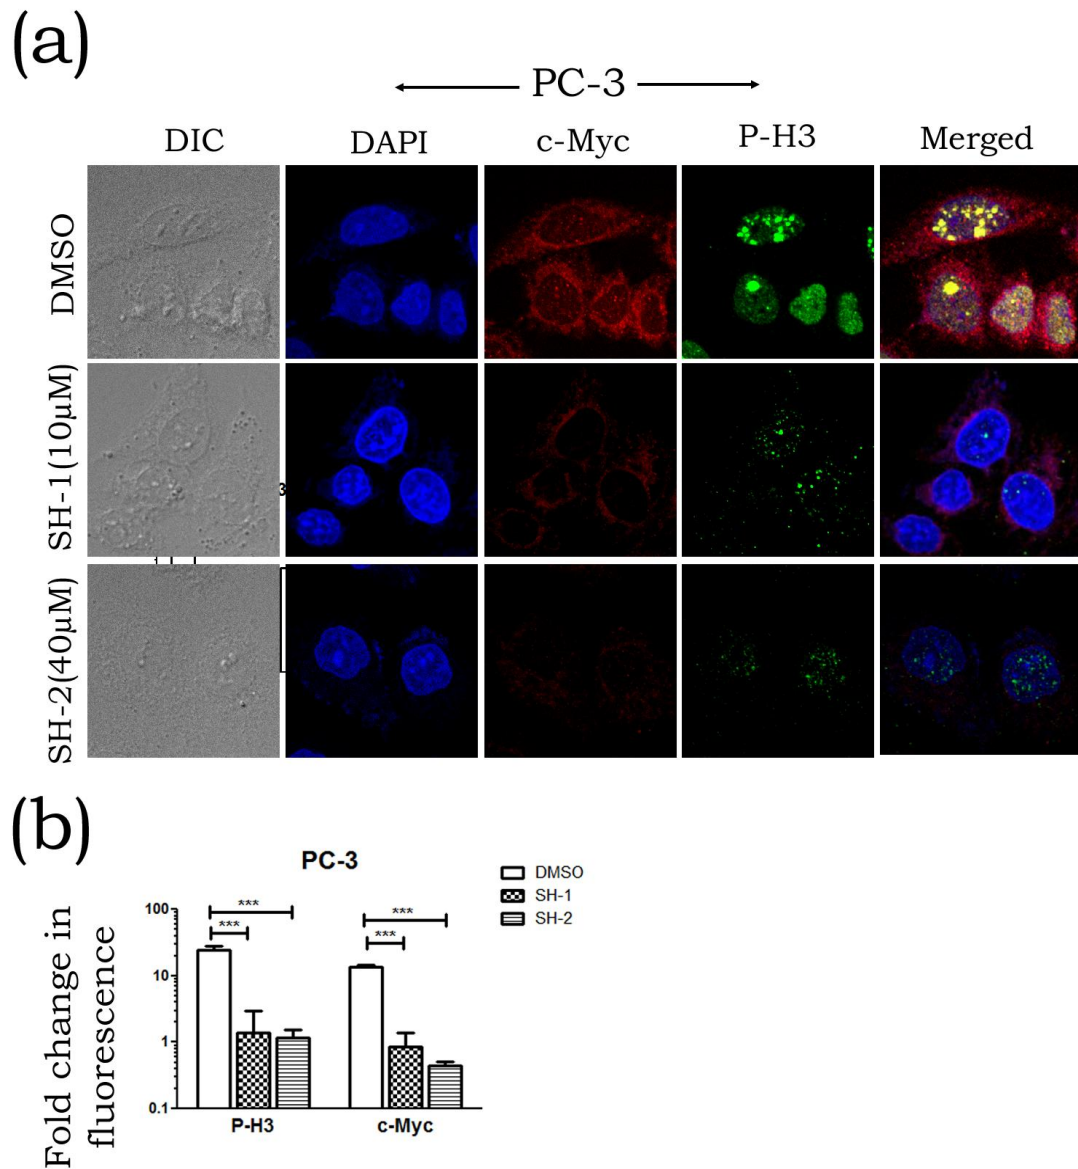 (a)
PC-3
DIC DAPI c-Myc P-H3 Merged
DMSO
SH-1(10µM)
3
SH-2(40µM)
(b)
PC-3
DMSO
SH-1
SH-2
Fold change in
fluorescence
100
10
1
0.1
***
***
***
***
P-H3 c-Myc